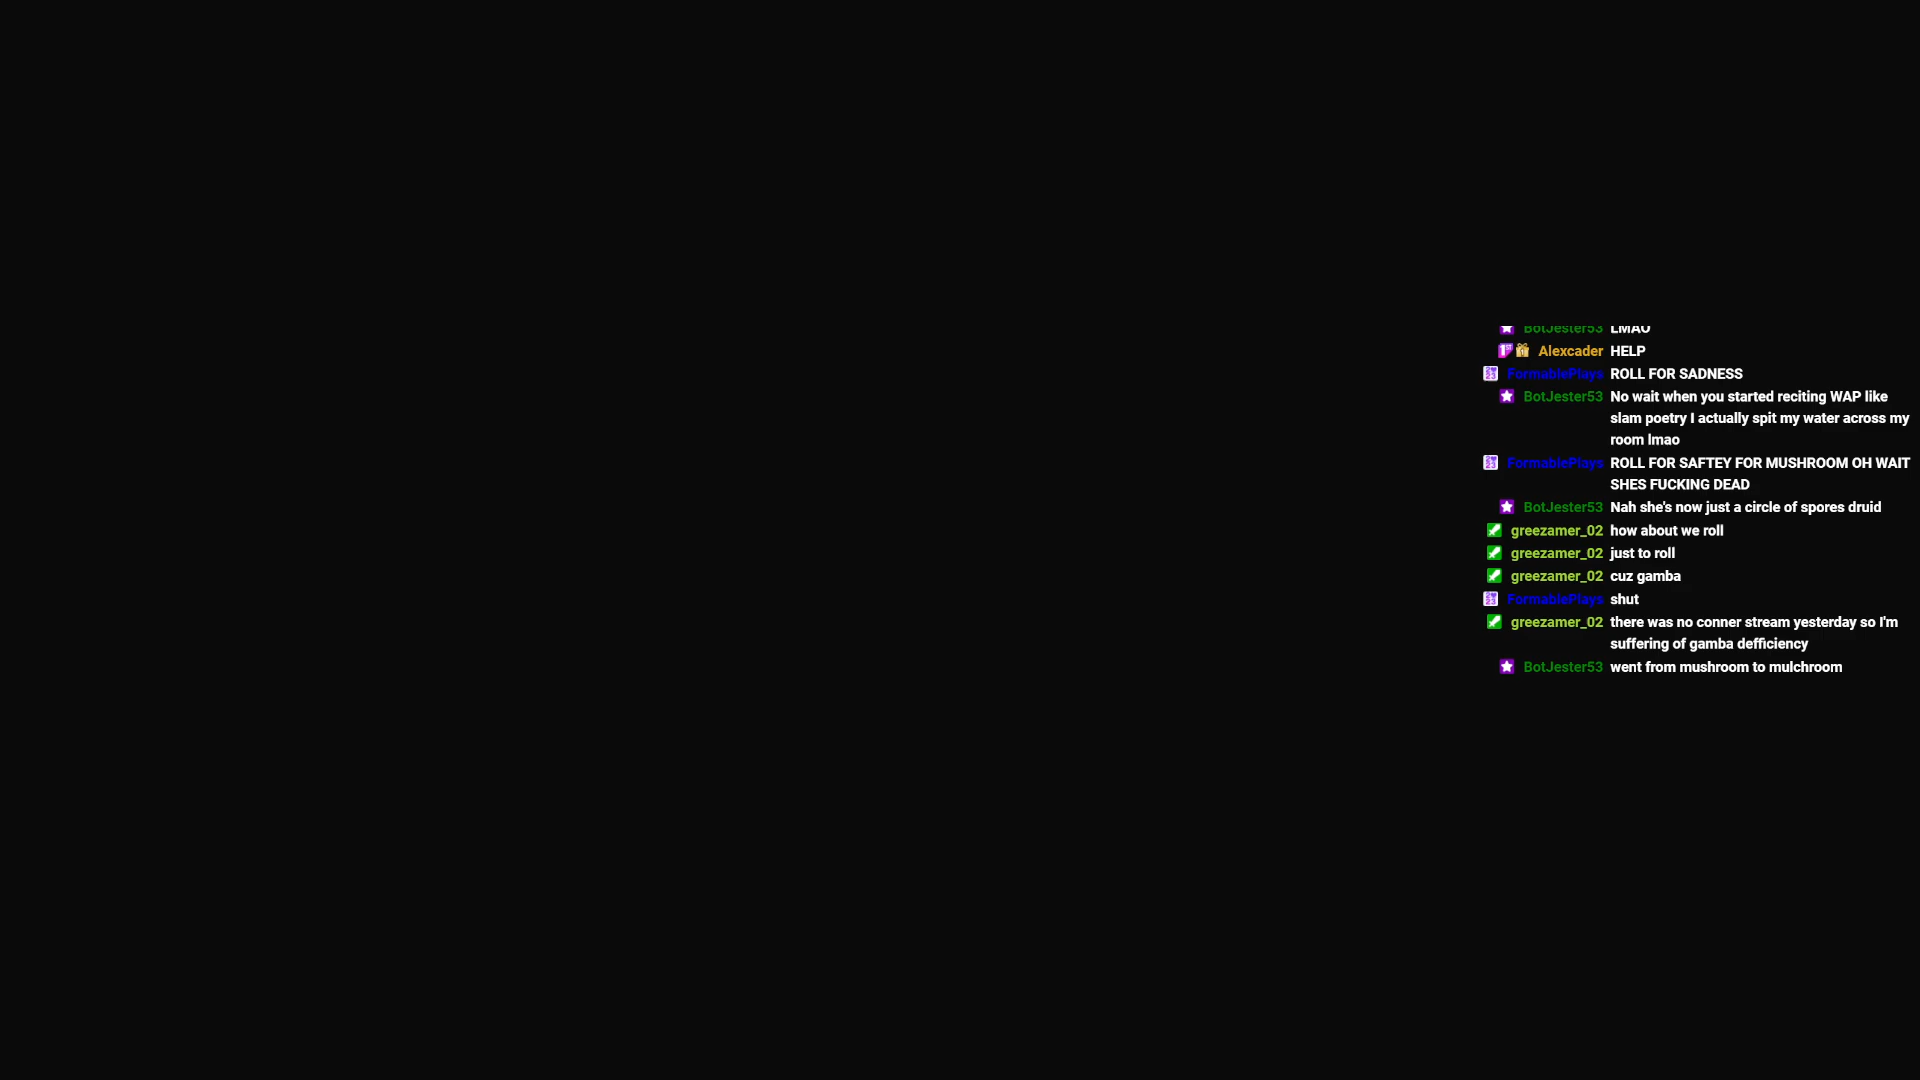 BotJester53 LMAO
Alexcader HELP
FormablePlays ROLL FOR SADNESS
BotJester53 No wait when you started reciting WAP like
slam poetry I actually spit my water across my
room lmao
FormablePlays ROLL FOR SAFTEY FOR MUSHROOM OH WAIT
SHES FUCKING DEAD
BotJester53 Nah she's now just a circle of spores druid
greezamer_02 how about we roll
greezamer_02 just to roll
greezamer_02 cuz gamba
FormablePlays shut
greezamer_02 there was no conner stream yesterday so I'm
suffering of gamba defficiency
BotJester53 went from mushroom to mulchroom